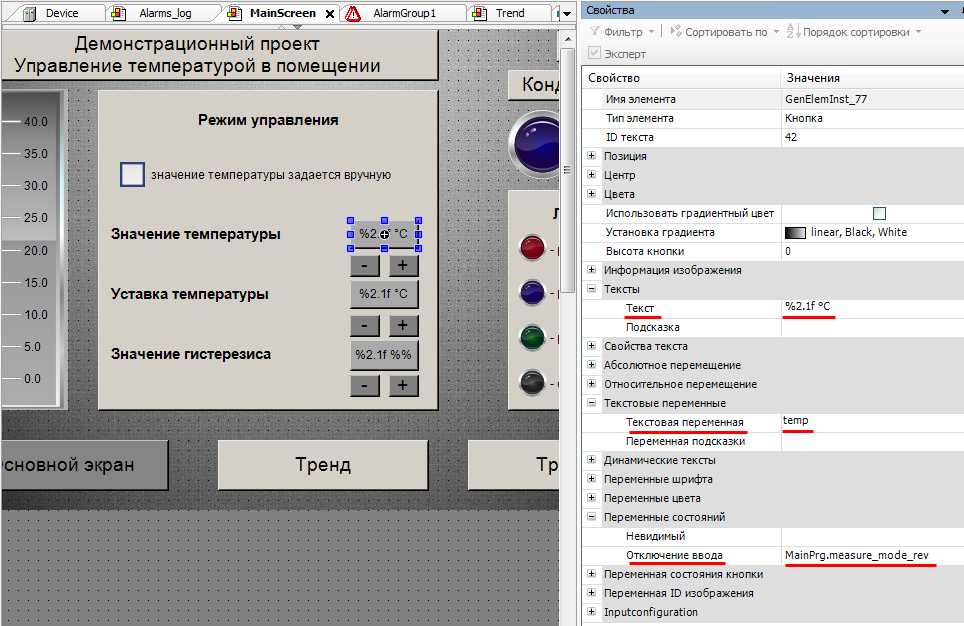 Device
Alarms_log
MainScreen
AlarmGroup1
Trend
Демонстрационный проект
Управление температурой в помещении
40.0
35.0
30.0
25.0
20.0
15.0
10.0
5.0
0.0
Режим управления
значение температуры задается вручную
Значение температуры
%2.1f °C
- +
Уставка температуры
%2.1f °C
- +
Значение гистерезиса
%2.1f %%
- +
Тренд
экран
Свойства
Фильтр
Сортировать по
Порядок сортировки
Эксперт
Свойство Значения
Имя элемента GenElemInst_77
Тип элемента Кнопка
ID текста 42
Позиция
Центр
Цвета
Использовать градиентный цвет
Установка градиента linear, Black, White
Высота кнопки 0
Информация изображения
Тексты
Текст %2.1f °C
Подсказка
Свойства текста
Абсолютное перемещение
Относительное перемещение
Текстовые переменные
Текстовая переменная temp
Переменная подсказки
Динамические тексты
Переменные шрифта
Переменные цвета
Переменные состояний
Невидимый
Отключение ввода MainPrg.measure_mode_rev
Переменная состояния кнопки
Переменная ID изображения
Inputconfiguration